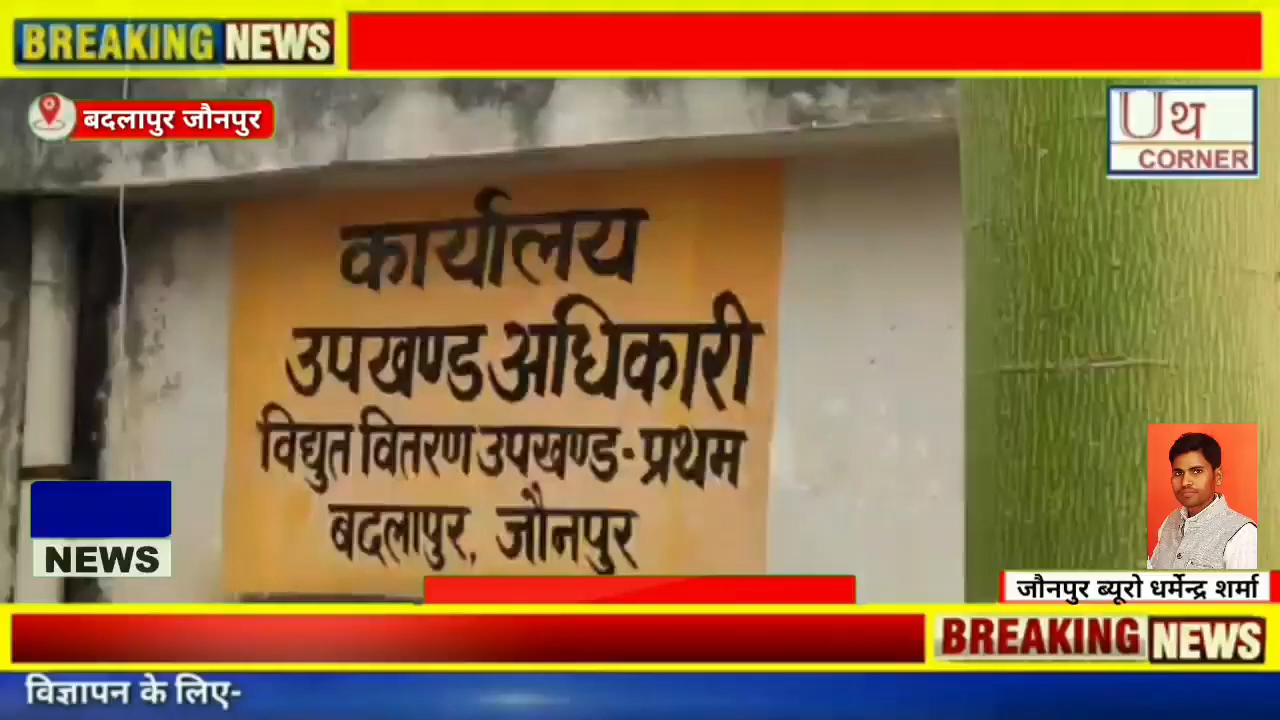 BREAKING NEWS
बदलापुर जौनपुर
Uथ
CORNER
कार्यालय
उपखण्ड अधिकारी
विद्युत वितरण उपखण्ड-प्रथम
बदलापुर, जौनपुर
NEWS
जौनपुर ब्यूरो धर्मेन्द्र शर्मा
BREAKING NEWS
विज्ञापन के लिए-